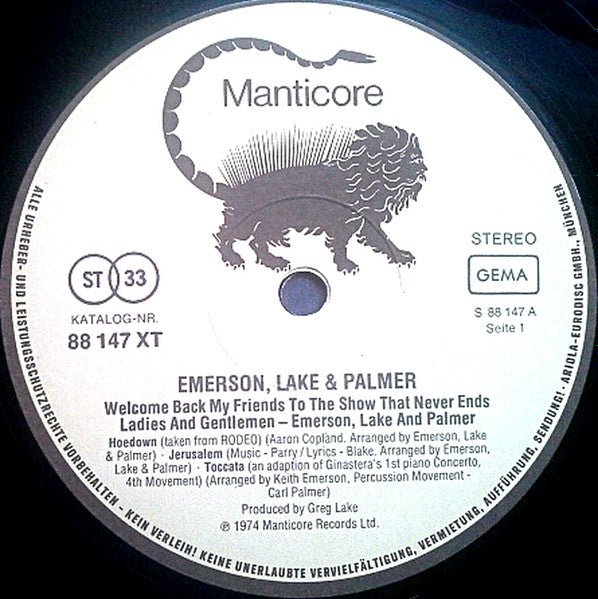 Manticore
ST 33
KATALOG-NR.
88 147 XT
STEREO
GEMA
S 88 147 A
Seite 1
EMERSON, LAKE & PALMER
Welcome Back My Friends To The Show That Never Ends
Ladies And Gentlemen – Emerson, Lake And Palmer
Hoedown (taken from RODEO) (Aaron Copland. Arranged by Emerson, Lake
& Palmer) · Jerusalem (Music - Parry / Lyrics - Blake. Arranged by Emerson,
Lake & Palmer) · Toccata (an adaption of Ginastera's 1st piano Concerto,
4th Movement) (Arranged by Keith Emerson, Percussion Movement -
Carl Palmer)
Produced by Greg Lake
℗ 1974 Manticore Records Ltd.
ALLE URHEBER- UND LEISTUNGSSCHUTZRECHTE VORBEHALTEN - KEIN VERLEIH! KEINE UNERLAUBTE VERVIELFÄLTIGUNG, VERMIETUNG, AUFFÜHRUNG, SENDUNG! · ARIOLA-EURODISC GMBH., MÜNCHEN